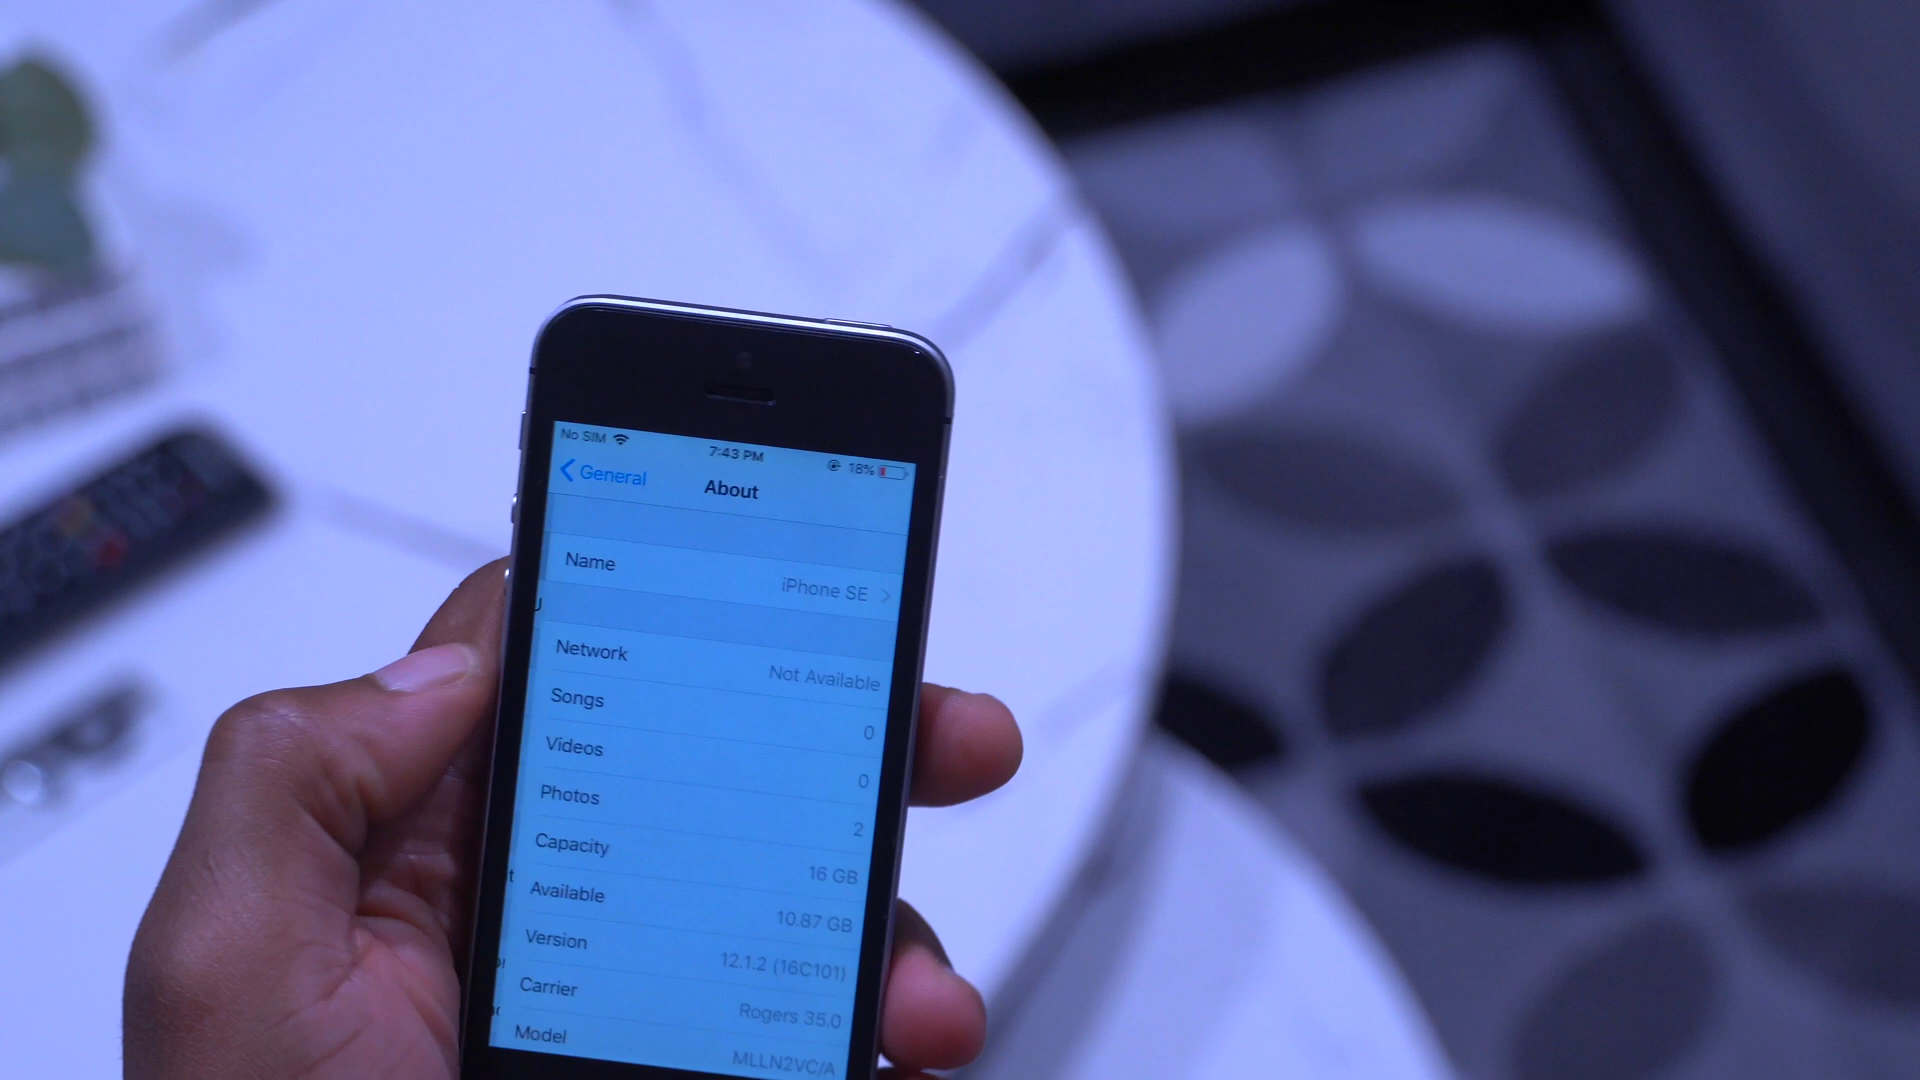 No SIM 7:43 PM 18%
General About
Name iPhone SE
Network Not Available
Songs 0
Videos 0
Photos 2
Capacity 16 GB
Available 10.87 GB
Version 12.1.2 (16C101)
Carrier Rogers 35.0
Model MLLN2VC/A